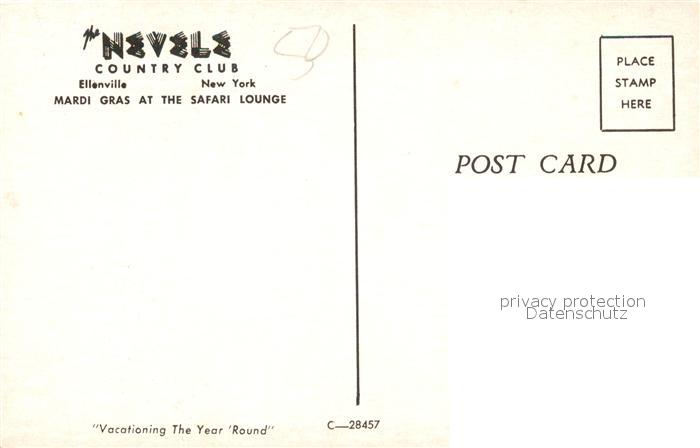 The NEVELE
COUNTRY CLUB
Ellenville New York
MARDI GRAS AT THE SAFARI LOUNGE
PLACE
STAMP
HERE
POST CARD
privacy protection
Datenschutz
"Vacationing The Year 'Round"
C—28457